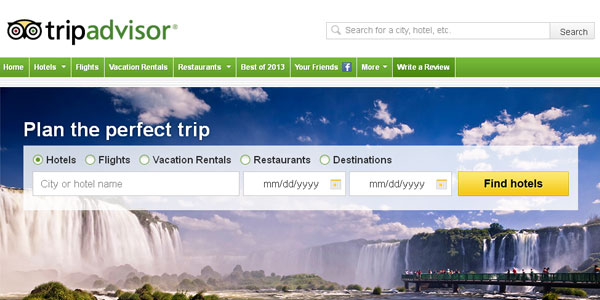 tripadvisor®
Search for a city, hotel, etc.
Search
Home Hotels Flights Vacation Rentals Restaurants Best of 2013 Your Friends f More Write a Review
Plan the perfect trip
Hotels Flights Vacation Rentals Restaurants Destinations
City or hotel name mm/dd/yyyy mm/dd/yyyy Find hotels